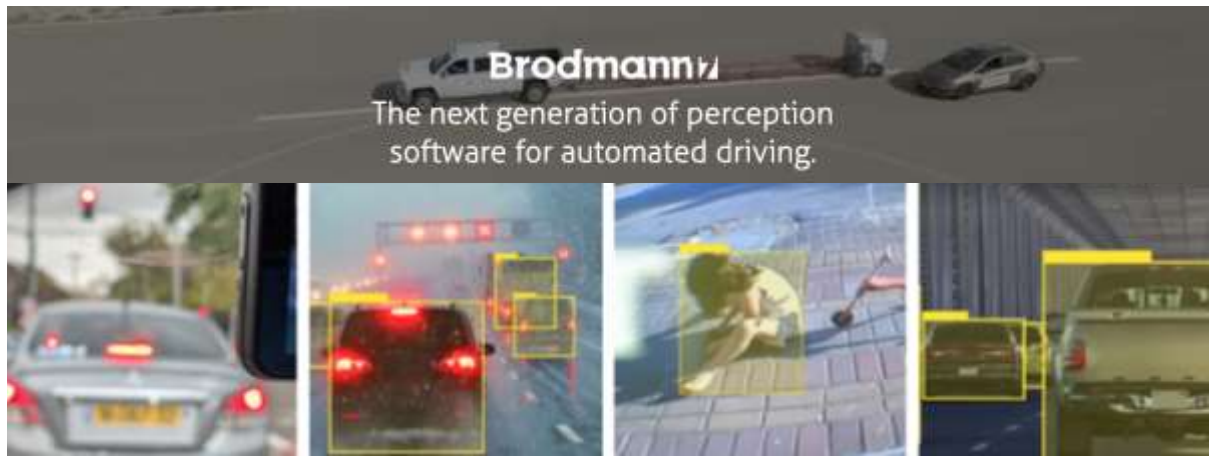 Brodmann17
The next generation of perception
software for automated driving.